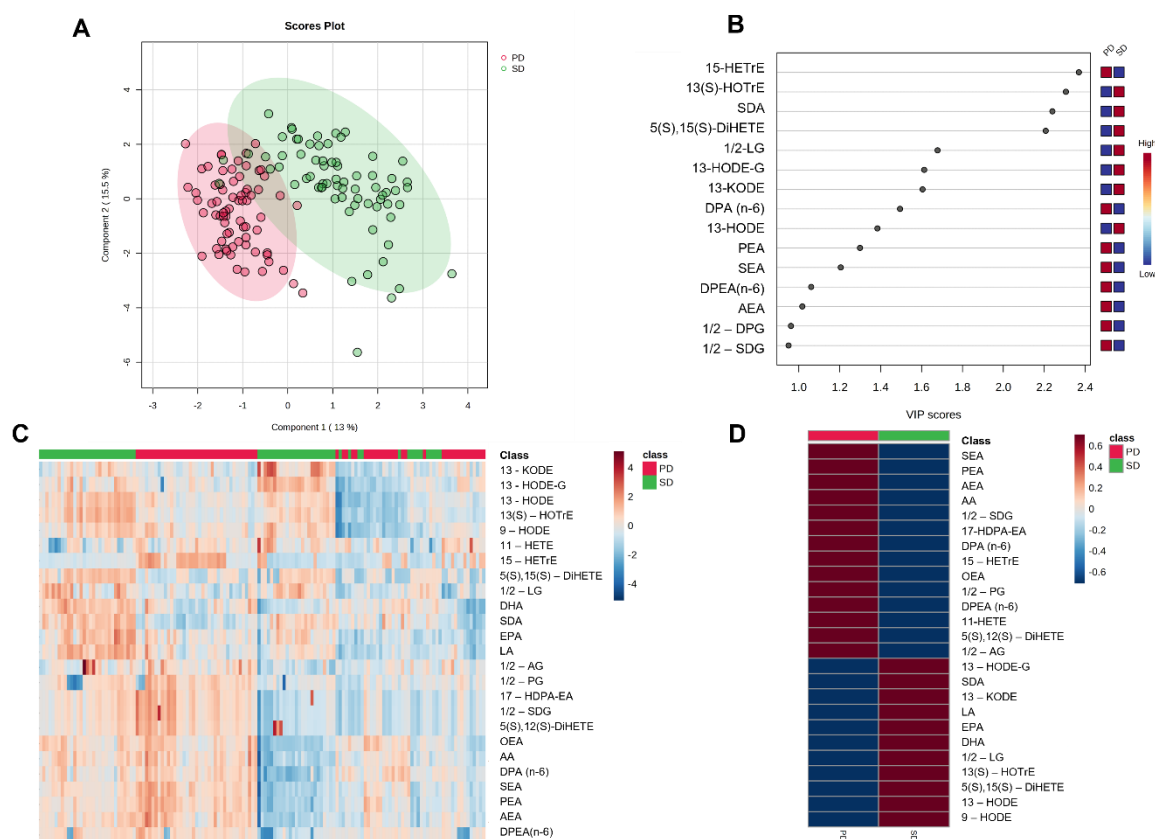 A
Scores Plot
PD
SD
Component 2 ( 15.5 %)
4
2
0
-2
-4
-6
-3 -2 -1 0 1 2 3 4
Component 1 ( 13 %)
B
PD SD
15-HETrE
13(S)-HOTrE
SDA
5(S),15(S)-DiHETE
1/2-LG
13-HODE-G
13-KODE
DPA (n-6)
13-HODE
PEA
SEA
DPEA(n-6)
AEA
1/2 – DPG
1/2 – SDG
High
Low
1.0 1.2 1.4 1.6 1.8 2.0 2.2 2.4
VIP scores
C
Class
13 - KODE
13 - HODE-G
13 - HODE
13(S) – HOTrE
9 – HODE
11 – HETE
15 – HETrE
5(S),15(S) – DiHETE
1/2 – LG
DHA
SDA
EPA
LA
1/2 – AG
1/2 – PG
17 – HDPA-EA
1/2 – SDG
5(S),12(S)-DiHETE
OEA
AA
DPA (n-6)
SEA
PEA
AEA
DPEA(n-6)
4
2
0
-2
-4
class
PD
SD
D
Class
SEA
PEA
AEA
AA
1/2 – SDG
17-HDPA-EA
DPA (n-6)
15 – HETrE
OEA
1/2 – PG
DPEA (n-6)
11-HETE
5(S),12(S) – DiHETE
1/2 – AG
13 – HODE-G
SDA
13 – KODE
LA
EPA
DHA
1/2 – LG
13(S) – HOTrE
5(S),15(S) – DiHETE
13 – HODE
9 – HODE
0.6
0.4
0.2
0
-0.2
-0.4
-0.6
class
PD
SD
PD SD